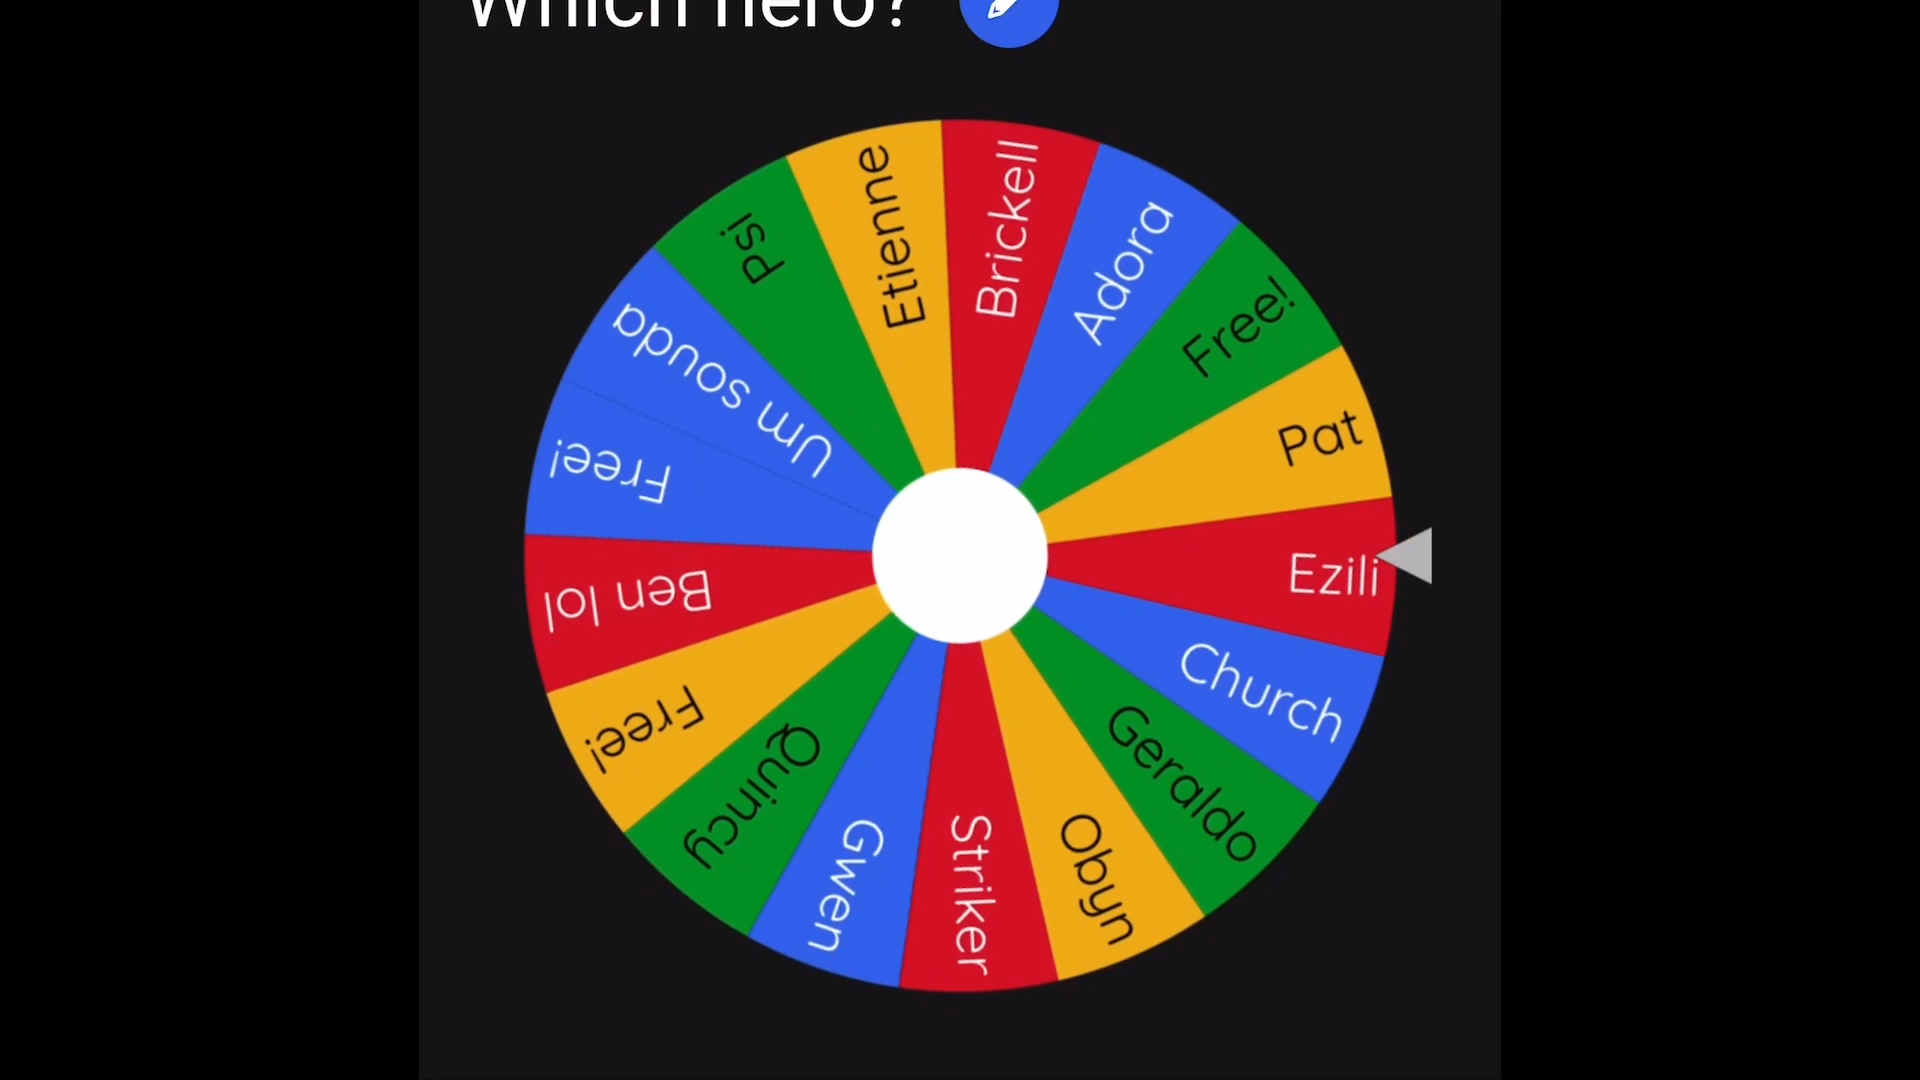 Which hero?
Etienne
Brickell
Adora
Free!
Pat
Ezili
Church
Geraldo
Obyn
Striker
Gwen
Quincy
Free!
Ben lol
Free!
Um souda
Psi